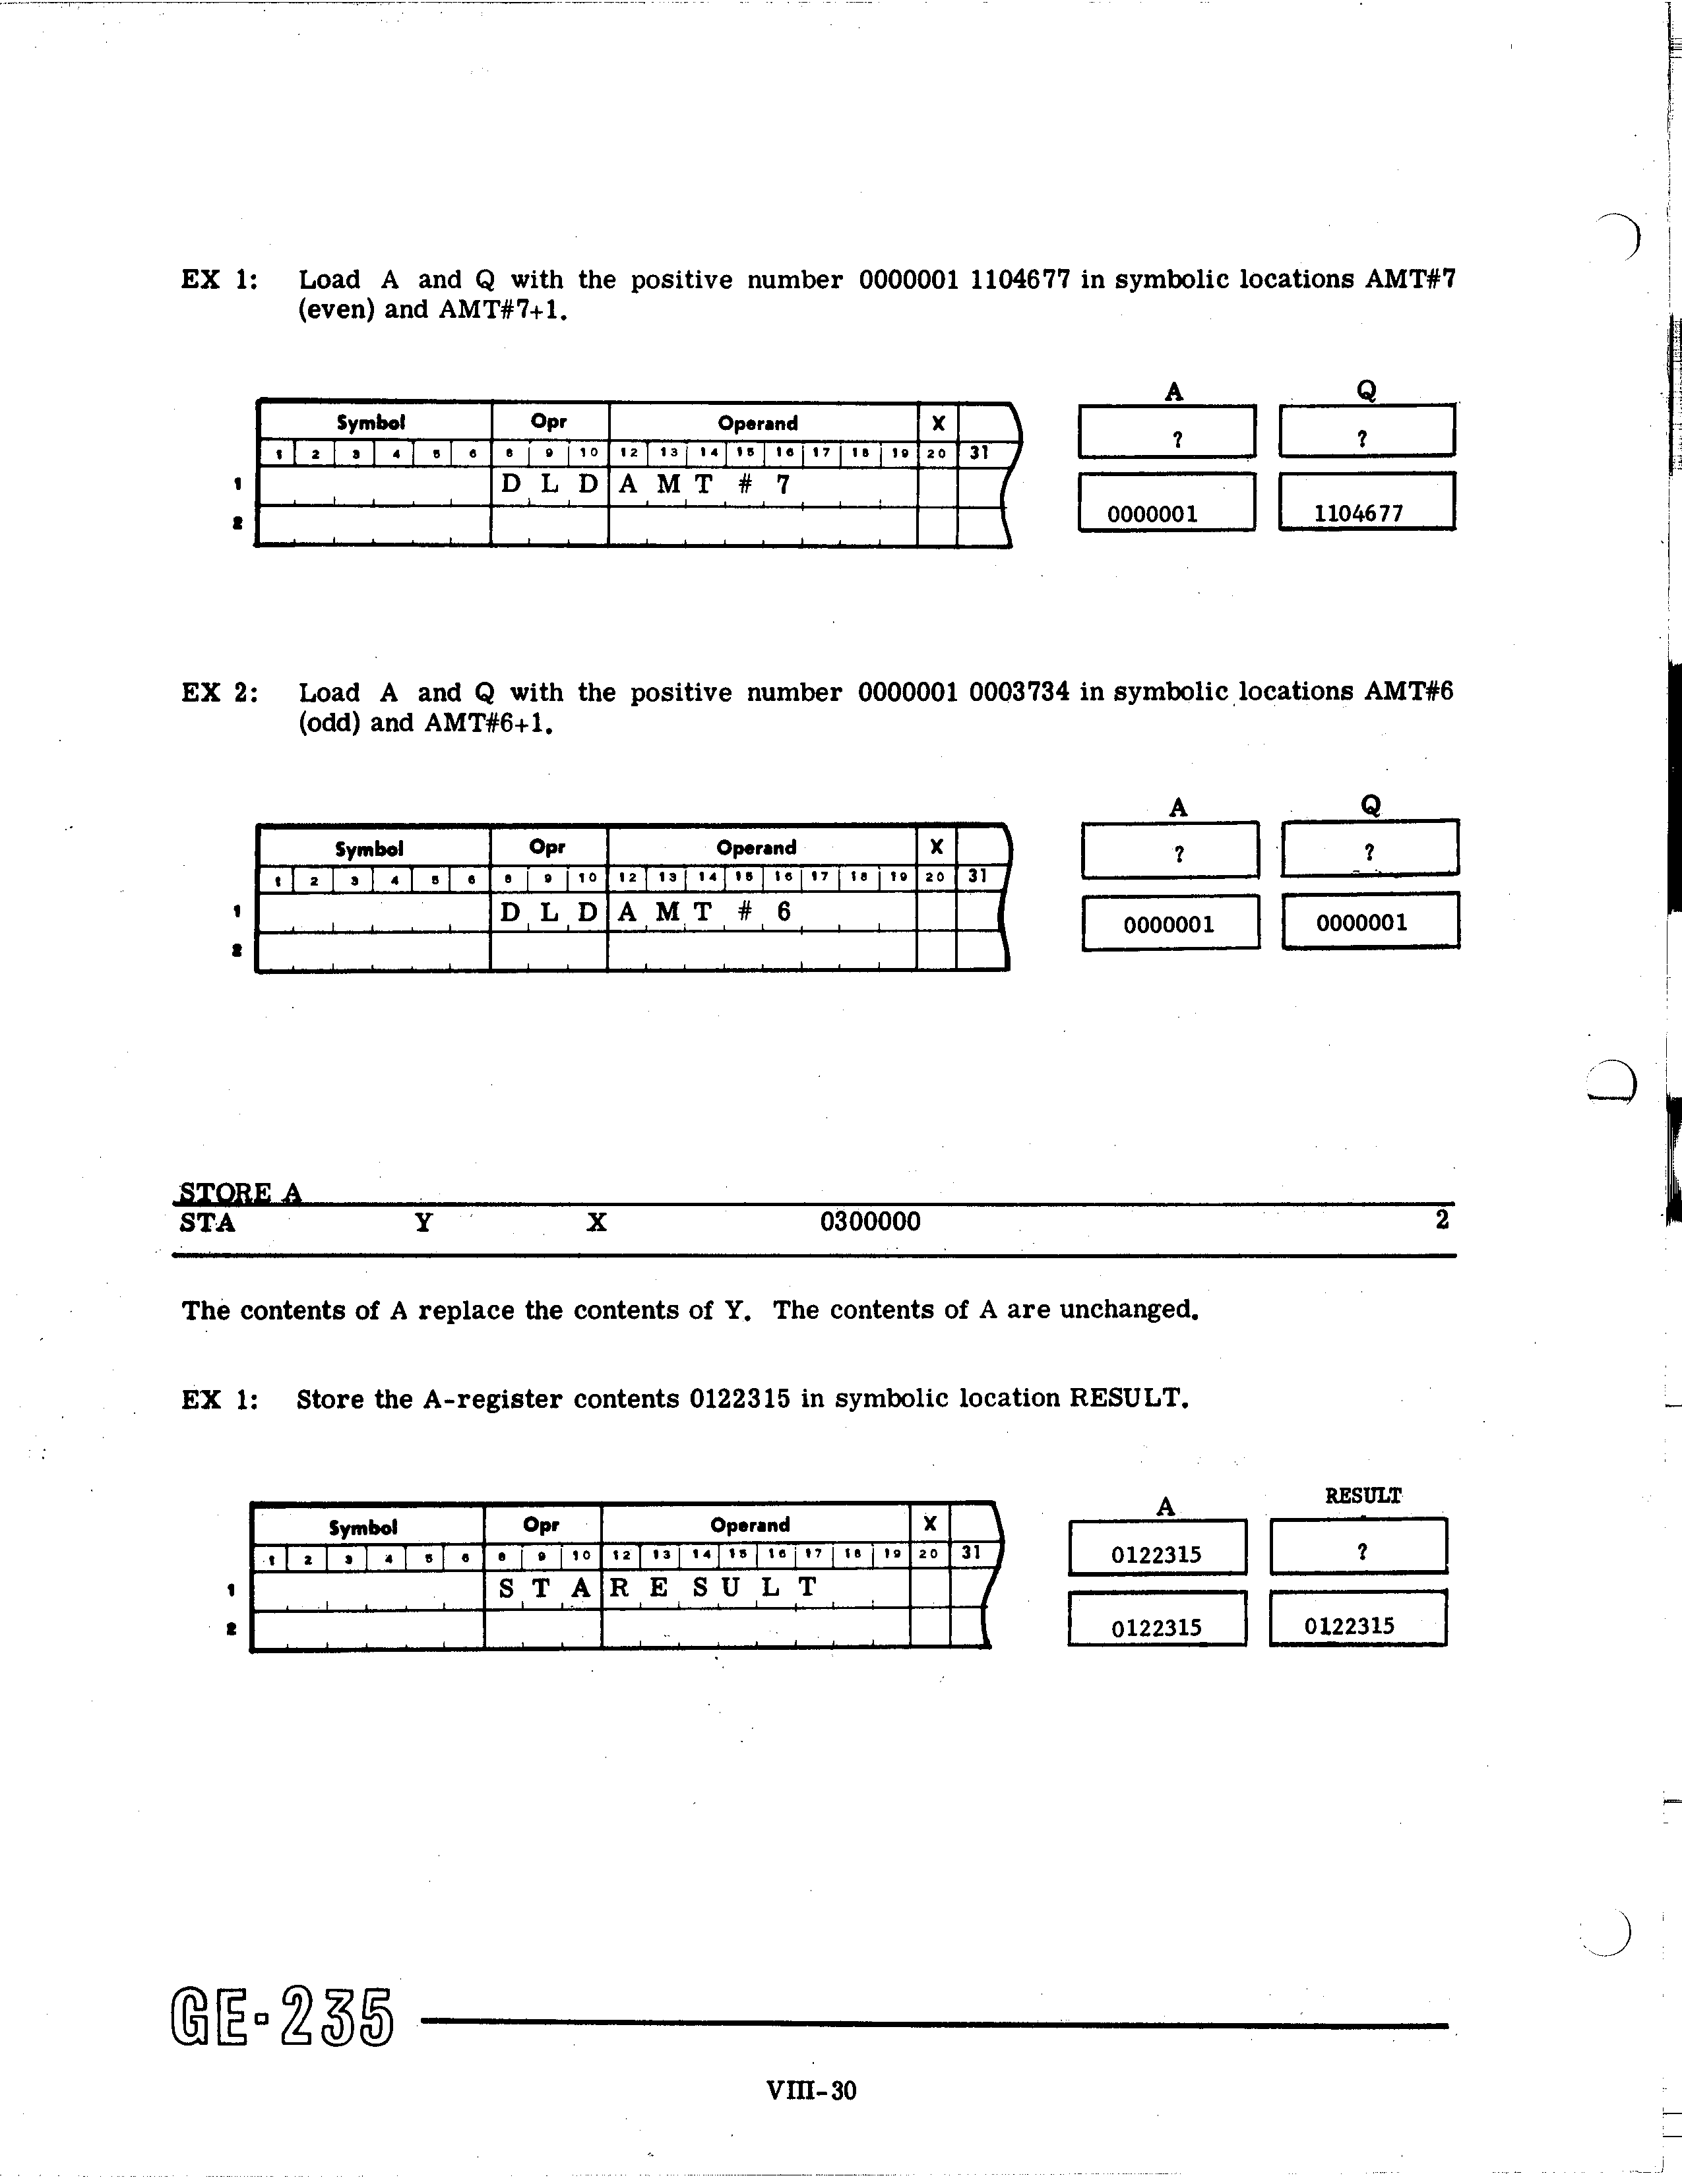 EX 1: Load A and Q with the positive number 0000001 1104677 in symbolic locations AMT#7
(even) and AMT#7+1.
A Q
Symbol Opr Operand X
? ?
1 2 3 4 5 6 8 9 10 12 13 14 15 16 17 18 19 20 31
1 D L D A M T # 7
0000001 1104677
2
EX 2: Load A and Q with the positive number 0000001 0003734 in symbolic locations AMT#6
(odd) and AMT#6+1.
A Q
Symbol Opr Operand X
? ?
1 2 3 4 5 6 8 9 10 12 13 14 15 16 17 18 19 20 31
1 D L D A M T # 6
0000001 0000001
2
STORE A
STA Y X 0300000 2
The contents of A replace the contents of Y. The contents of A are unchanged.
EX 1: Store the A-register contents 0122315 in symbolic location RESULT.
A RESULT
Symbol Opr Operand X
1 2 3 4 5 6 8 9 10 12 13 14 15 16 17 18 19 20 31
0122315 ?
1 S T A R E S U L T
2
0122315 0122315
GE-235
VIII-30